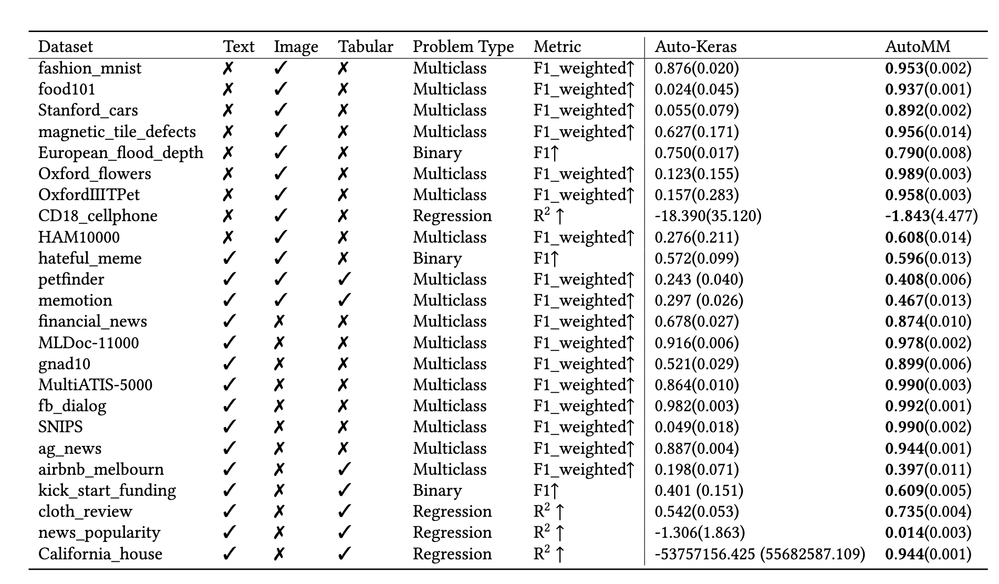 Dataset Text Image Tabular Problem Type Metric Auto-Keras AutoMM
fashion_mnist ✗ ✓ ✗ Multiclass F1_weighted↑ 0.876(0.020) 0.953(0.002)
food101 ✗ ✓ ✗ Multiclass F1_weighted↑ 0.024(0.045) 0.937(0.001)
Stanford_cars ✗ ✓ ✗ Multiclass F1_weighted↑ 0.055(0.079) 0.892(0.002)
magnetic_tile_defects ✗ ✓ ✗ Multiclass F1_weighted↑ 0.627(0.171) 0.956(0.014)
European_flood_depth ✗ ✓ ✗ Binary F1↑ 0.750(0.017) 0.790(0.008)
Oxford_flowers ✗ ✓ ✗ Multiclass F1_weighted↑ 0.123(0.155) 0.989(0.003)
OxfordIIITPet ✗ ✓ ✗ Multiclass F1_weighted↑ 0.157(0.283) 0.958(0.003)
CD18_cellphone ✗ ✓ ✗ Regression R² ↑ -18.390(35.120) -1.843(4.477)
HAM10000 ✗ ✓ ✗ Multiclass F1_weighted↑ 0.276(0.211) 0.608(0.014)
hateful_meme ✓ ✓ ✗ Binary F1↑ 0.572(0.099) 0.596(0.013)
petfinder ✓ ✓ ✓ Multiclass F1_weighted↑ 0.243 (0.040) 0.408(0.006)
memotion ✓ ✓ ✓ Multiclass F1_weighted↑ 0.297 (0.026) 0.467(0.013)
financial_news ✓ ✗ ✗ Multiclass F1_weighted↑ 0.678(0.027) 0.874(0.010)
MLDoc-11000 ✓ ✗ ✗ Multiclass F1_weighted↑ 0.916(0.006) 0.978(0.002)
gnad10 ✓ ✗ ✗ Multiclass F1_weighted↑ 0.521(0.029) 0.899(0.006)
MultiATIS-5000 ✓ ✗ ✗ Multiclass F1_weighted↑ 0.864(0.010) 0.990(0.003)
fb_dialog ✓ ✗ ✗ Multiclass F1_weighted↑ 0.982(0.003) 0.992(0.001)
SNIPS ✓ ✗ ✗ Multiclass F1_weighted↑ 0.049(0.018) 0.990(0.002)
ag_news ✓ ✗ ✗ Multiclass F1_weighted↑ 0.887(0.004) 0.944(0.001)
airbnb_melbourn ✓ ✗ ✓ Multiclass F1_weighted↑ 0.198(0.071) 0.397(0.011)
kick_start_funding ✓ ✗ ✓ Binary F1↑ 0.401 (0.151) 0.609(0.005)
cloth_review ✓ ✗ ✓ Regression R² ↑ 0.542(0.053) 0.735(0.004)
news_popularity ✓ ✗ ✓ Regression R² ↑ -1.306(1.863) 0.014(0.003)
California_house ✓ ✗ ✓ Regression R² ↑ -53757156.425 (55682587.109) 0.944(0.001)